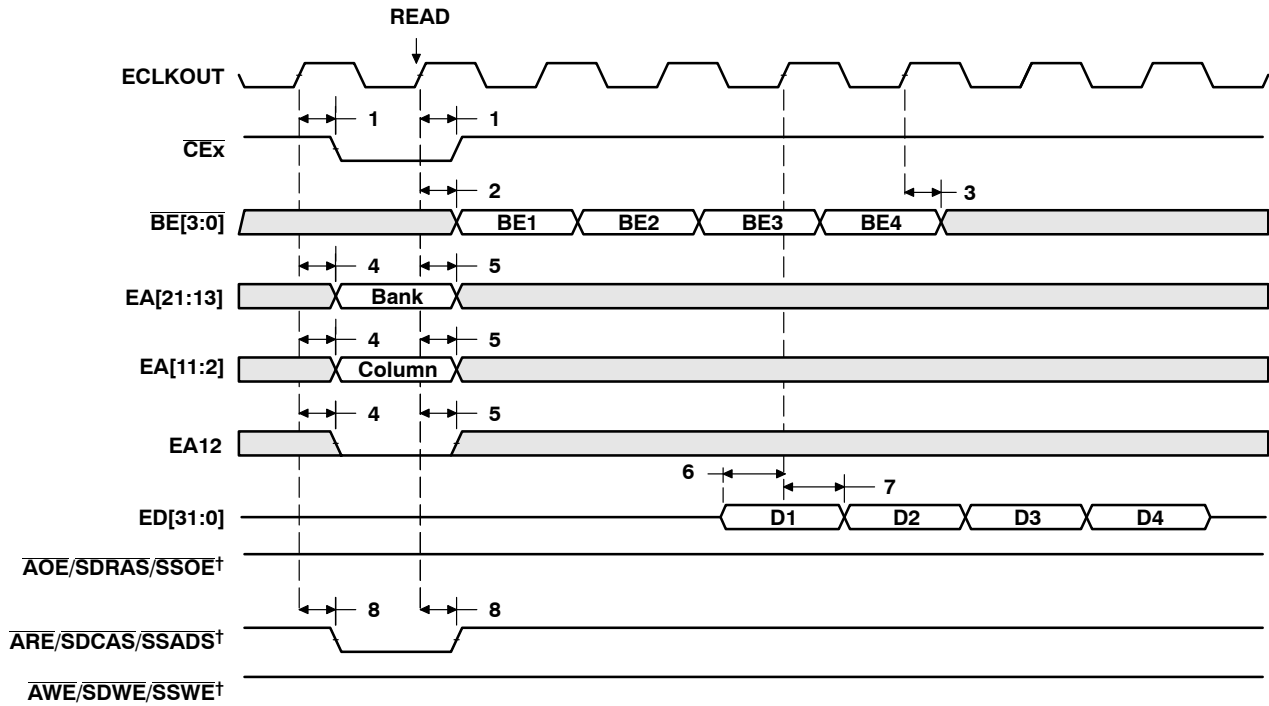 READ
ECLKOUT
1 1
CEx
2 3
BE[3:0] BE1 BE2 BE3 BE4
4 5
EA[21:13] Bank
4 5
EA[11:2] Column
4 5
EA12
6 7
ED[31:0] D1 D2 D3 D4
AOE/SDRAS/SSOE†
8 8
ARE/SDCAS/SSADS†
AWE/SDWE/SSWE†